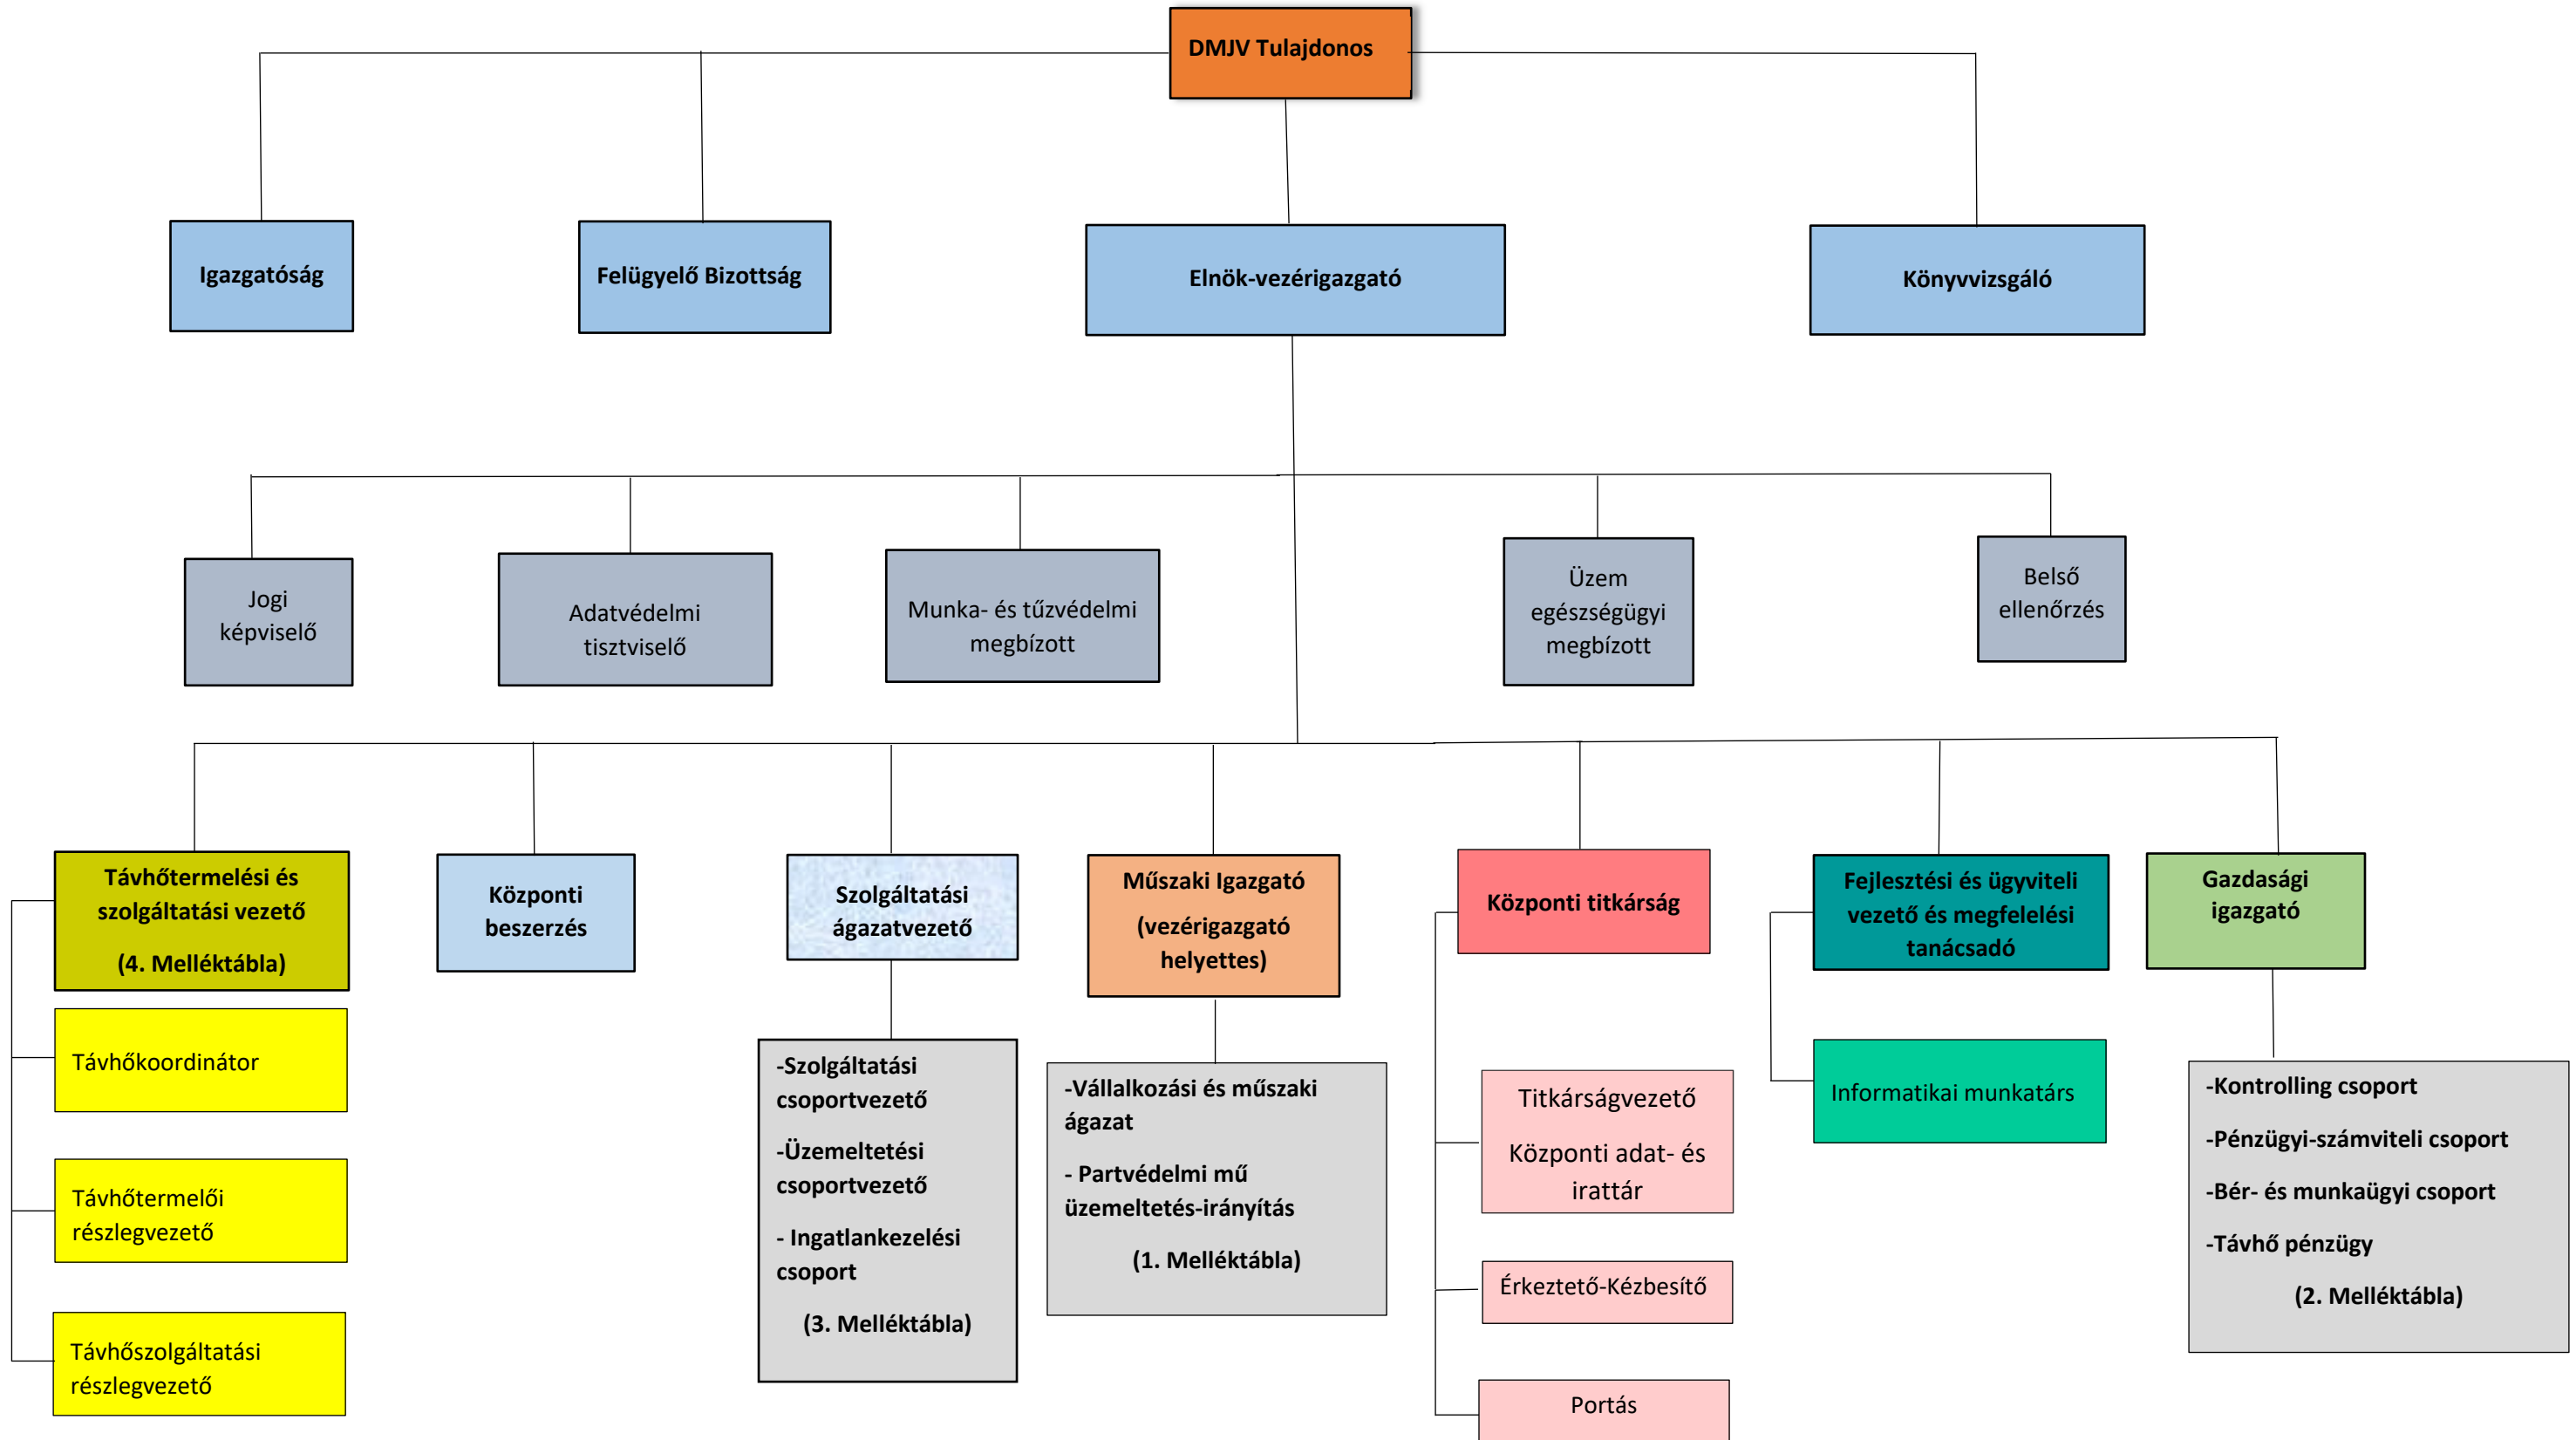 DMJV Tulajdonos
Igazgatóság
Felügyelő Bizottság
Elnök-vezérigazgató
Könyvvizsgáló
Jogi
képviselő
Adatvédelmi
tisztviselő
Munka- és tűzvédelmi
megbízott
Üzem
egészségügyi
megbízott
Belső
ellenőrzés
Távhőtermelési és
szolgáltatási vezető
(4. Melléktábla)
Távhőkoordinátor
Távhőtermelői
részlegvezető
Távhőszolgáltatási
részlegvezető
Központi
beszerzés
Szolgáltatási
ágazatvezető
-Szolgáltatási
csoportvezető
-Üzemeltetési
csoportvezető
- Ingatlankezelési
csoport
(3. Melléktábla)
Műszaki Igazgató
(vezérigazgató
helyettes)
-Vállalkozási és műszaki
ágazat
- Partvédelmi mű
üzemeltetés-irányítás
(1. Melléktábla)
Központi titkárság
Titkárságvezető
Központi adat- és
irattár
Érkeztető-Kézbesítő
Portás
Fejlesztési és ügyviteli
vezető és megfelelési
tanácsadó
Informatikai munkatárs
Gazdasági
igazgató
-Kontrolling csoport
-Pénzügyi-számviteli csoport
-Bér- és munkaügyi csoport
-Távhő pénzügy
(2. Melléktábla)